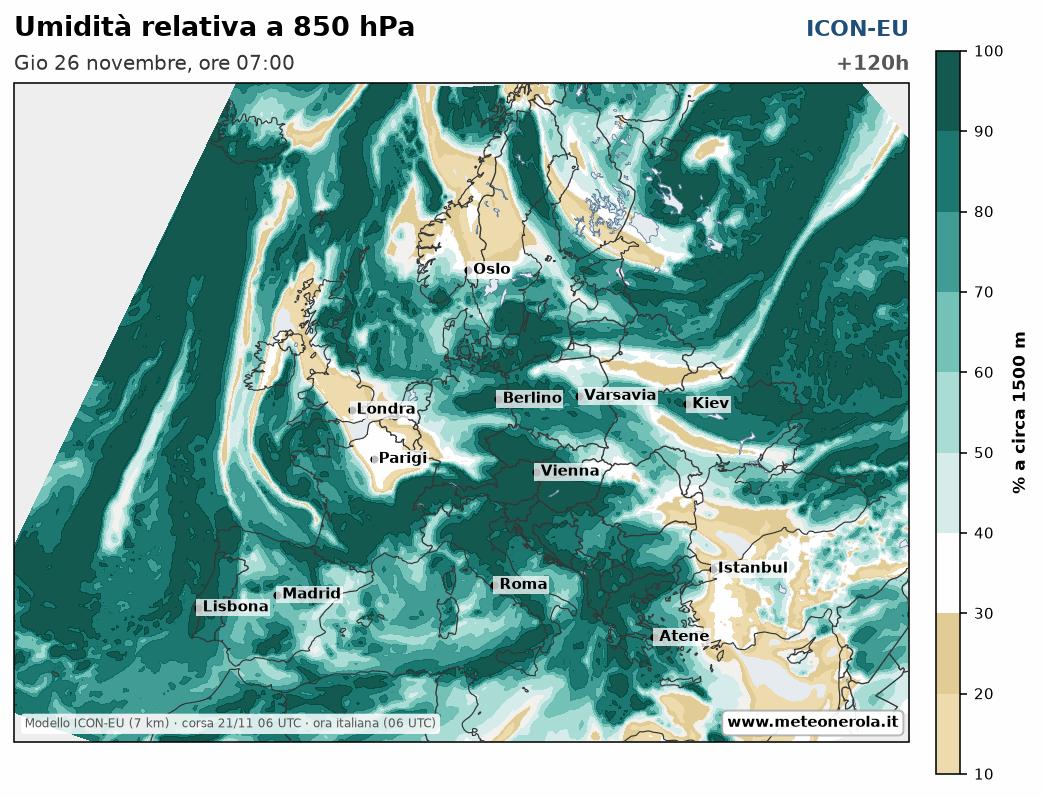 Umidità relativa a 850 hPa
ICON-EU
Gio 26 novembre, ore 07:00
+120h
100
90
80
70
60
50
40
30
20
10
% a circa 1500 m
Oslo
Berlino
Varsavia
Kiev
Londra
Parigi
Vienna
Istanbul
Roma
Madrid
Lisbona
Atene
Modello ICON-EU (7 km) · corsa 21/11 06 UTC · ora italiana (06 UTC)
www.meteonerola.it